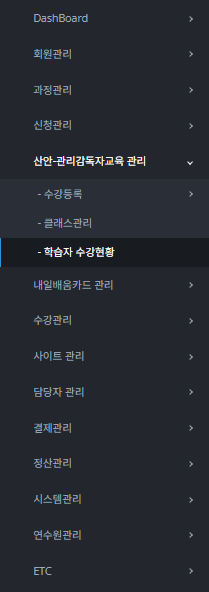 DashBoard
회원관리
과정관리
신청관리
산안-관리감독자교육 관리
- 수강등록
- 클래스관리
- 학습자 수강현황
내일배움카드 관리
수강관리
사이트 관리
담당자 관리
결제관리
정산관리
시스템관리
연수원관리
ETC